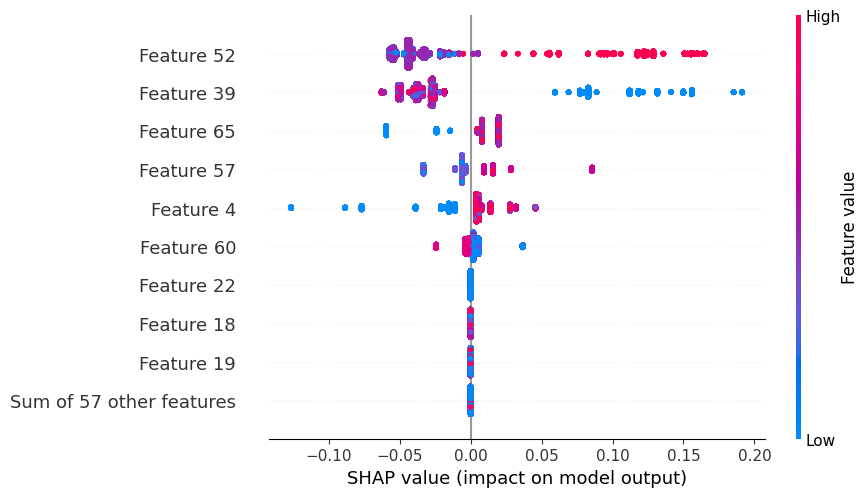 High
Feature 52
Feature 39
Feature 65
Feature 57
Feature 4
Feature 60
Feature 22
Feature 18
Feature 19
Sum of 57 other features
Feature value
Low
−0.10 −0.05 0.00 0.05 0.10 0.15 0.20
SHAP value (impact on model output)